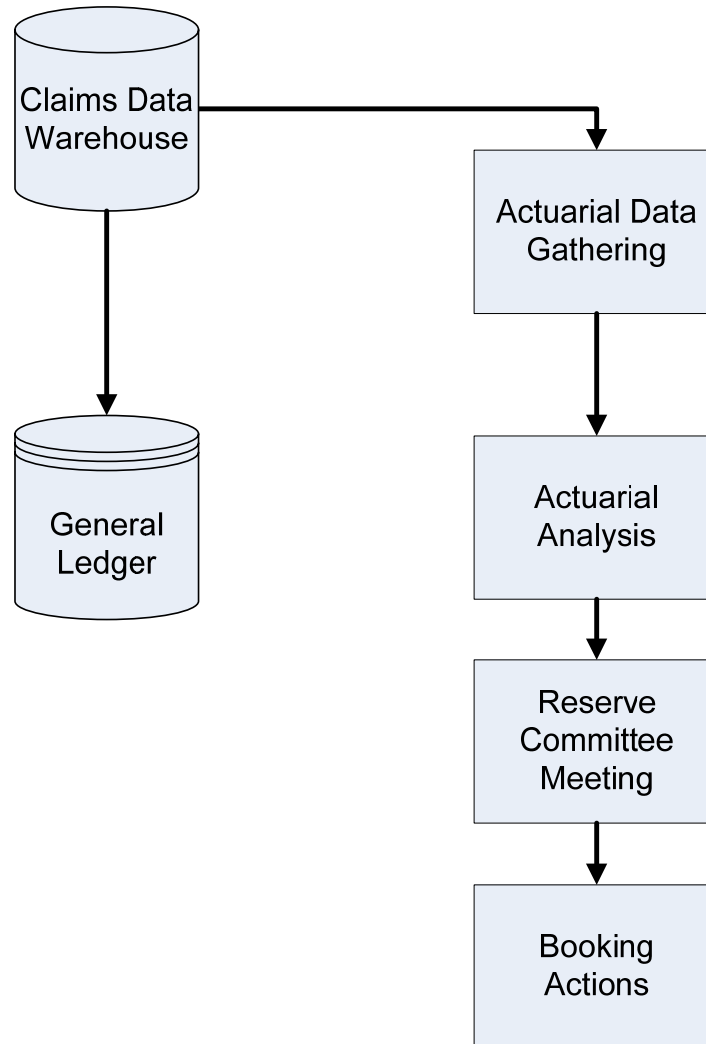 Claims Data
Warehouse
Actuarial Data
Gathering
General
Ledger
Actuarial
Analysis
Reserve
Committee
Meeting
Booking
Actions